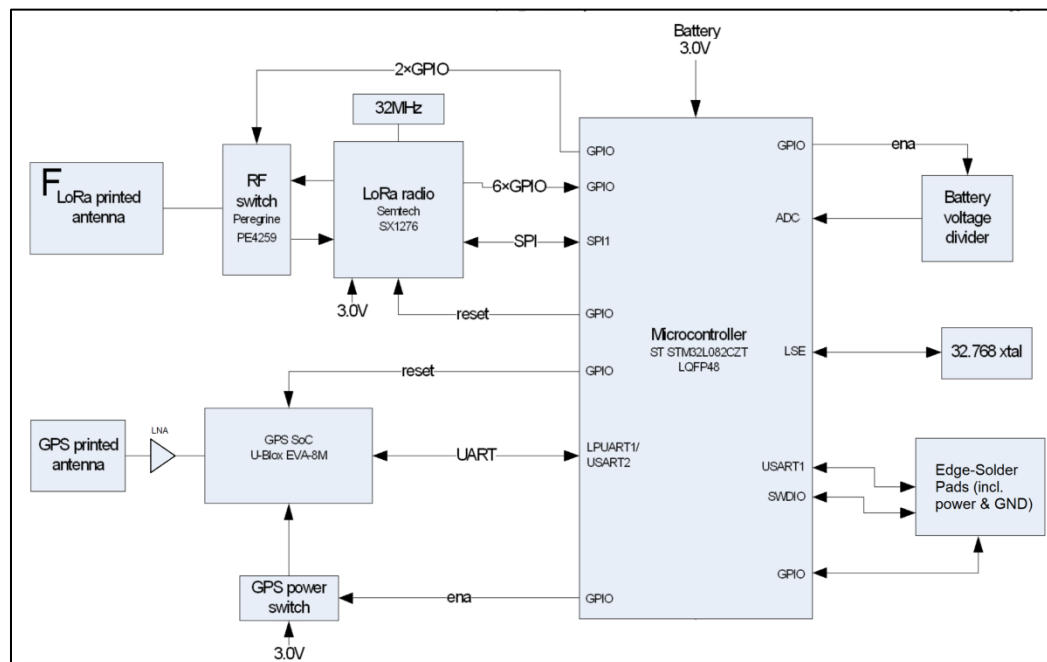 Battery
3.0V
2×GPIO
32MHz
GPIO
GPIO
ena
F
LoRa printed
antenna
RF
switch
Peregrine
PE4259
LoRa radio
Semtech
SX1276
6×GPIO
GPIO
SPI
SPI1
ADC
Battery
voltage
divider
3.0V
reset
GPIO
Microcontroller
ST STM32L082CZT
LQFP48
LSE
32.768 xtal
reset
GPIO
GPS printed
antenna
LNA
GPS SoC
U-Blox EVA-8M
UART
LPUART1/
USART2
USART1
SWDIO
Edge-Solder
Pads (incl.
power & GND)
GPIO
GPS power
switch
ena
GPIO
3.0V